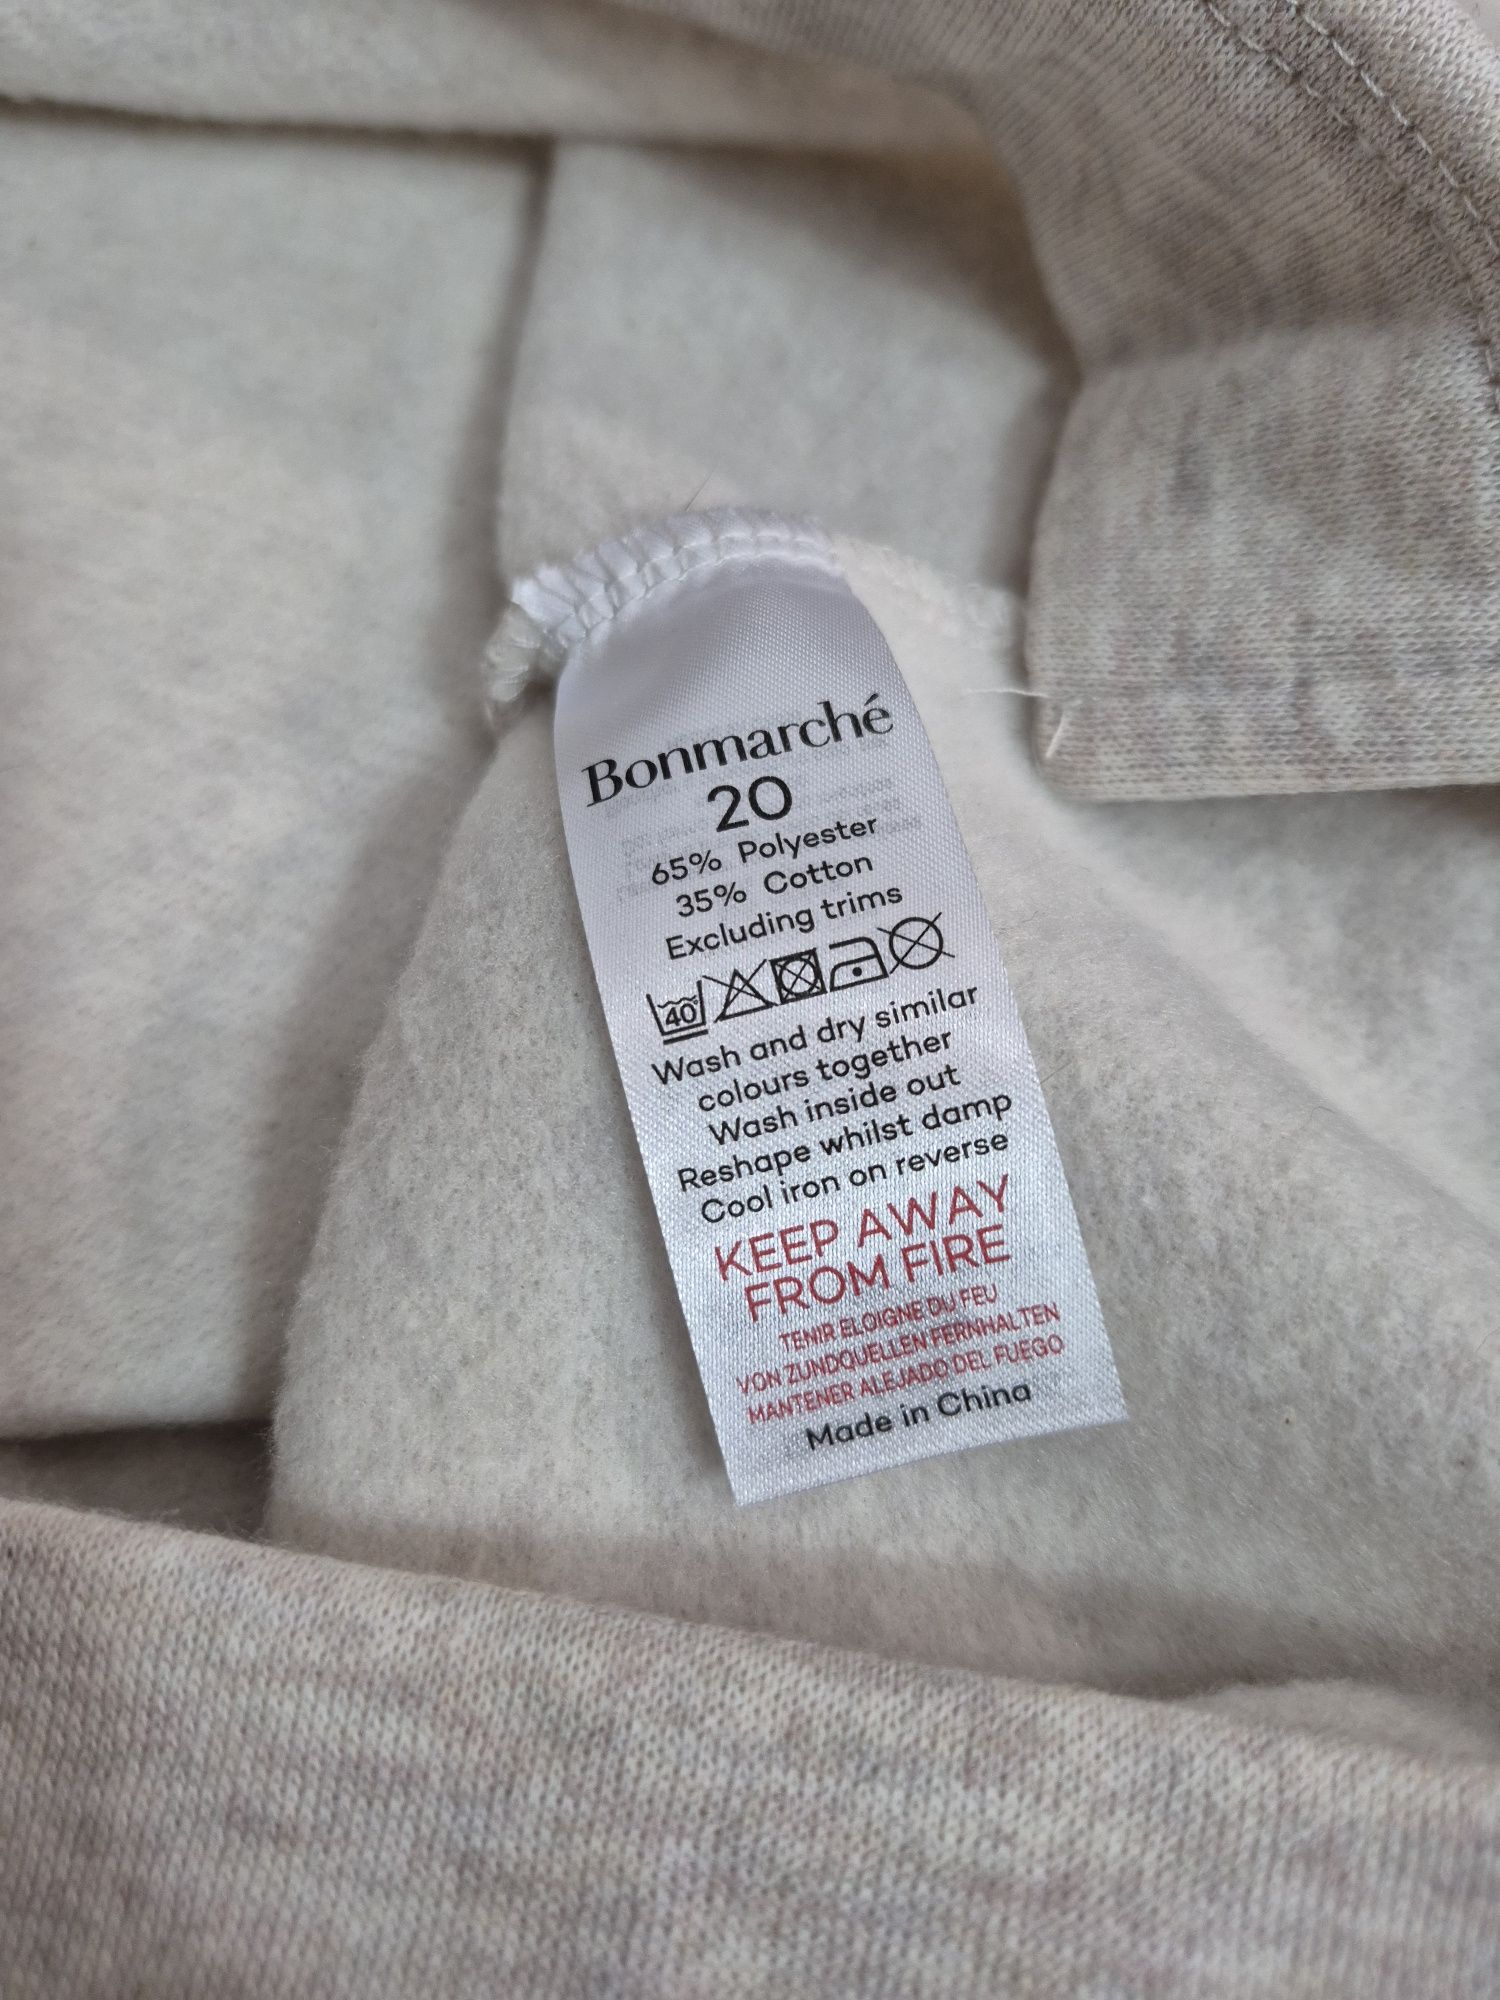 Bonmarché
20
65% Polyester
35% Cotton
Excluding trims
40
Wash and dry similar
colours together
Wash inside out
Reshape whilst damp
Cool iron on reverse
KEEP AWAY
FROM FIRE
TENIR ELOIGNE DU FEU
VON ZUNDQUELLEN FERNHALTEN
MANTENER ALEJADO DEL FUEGO
Made in China